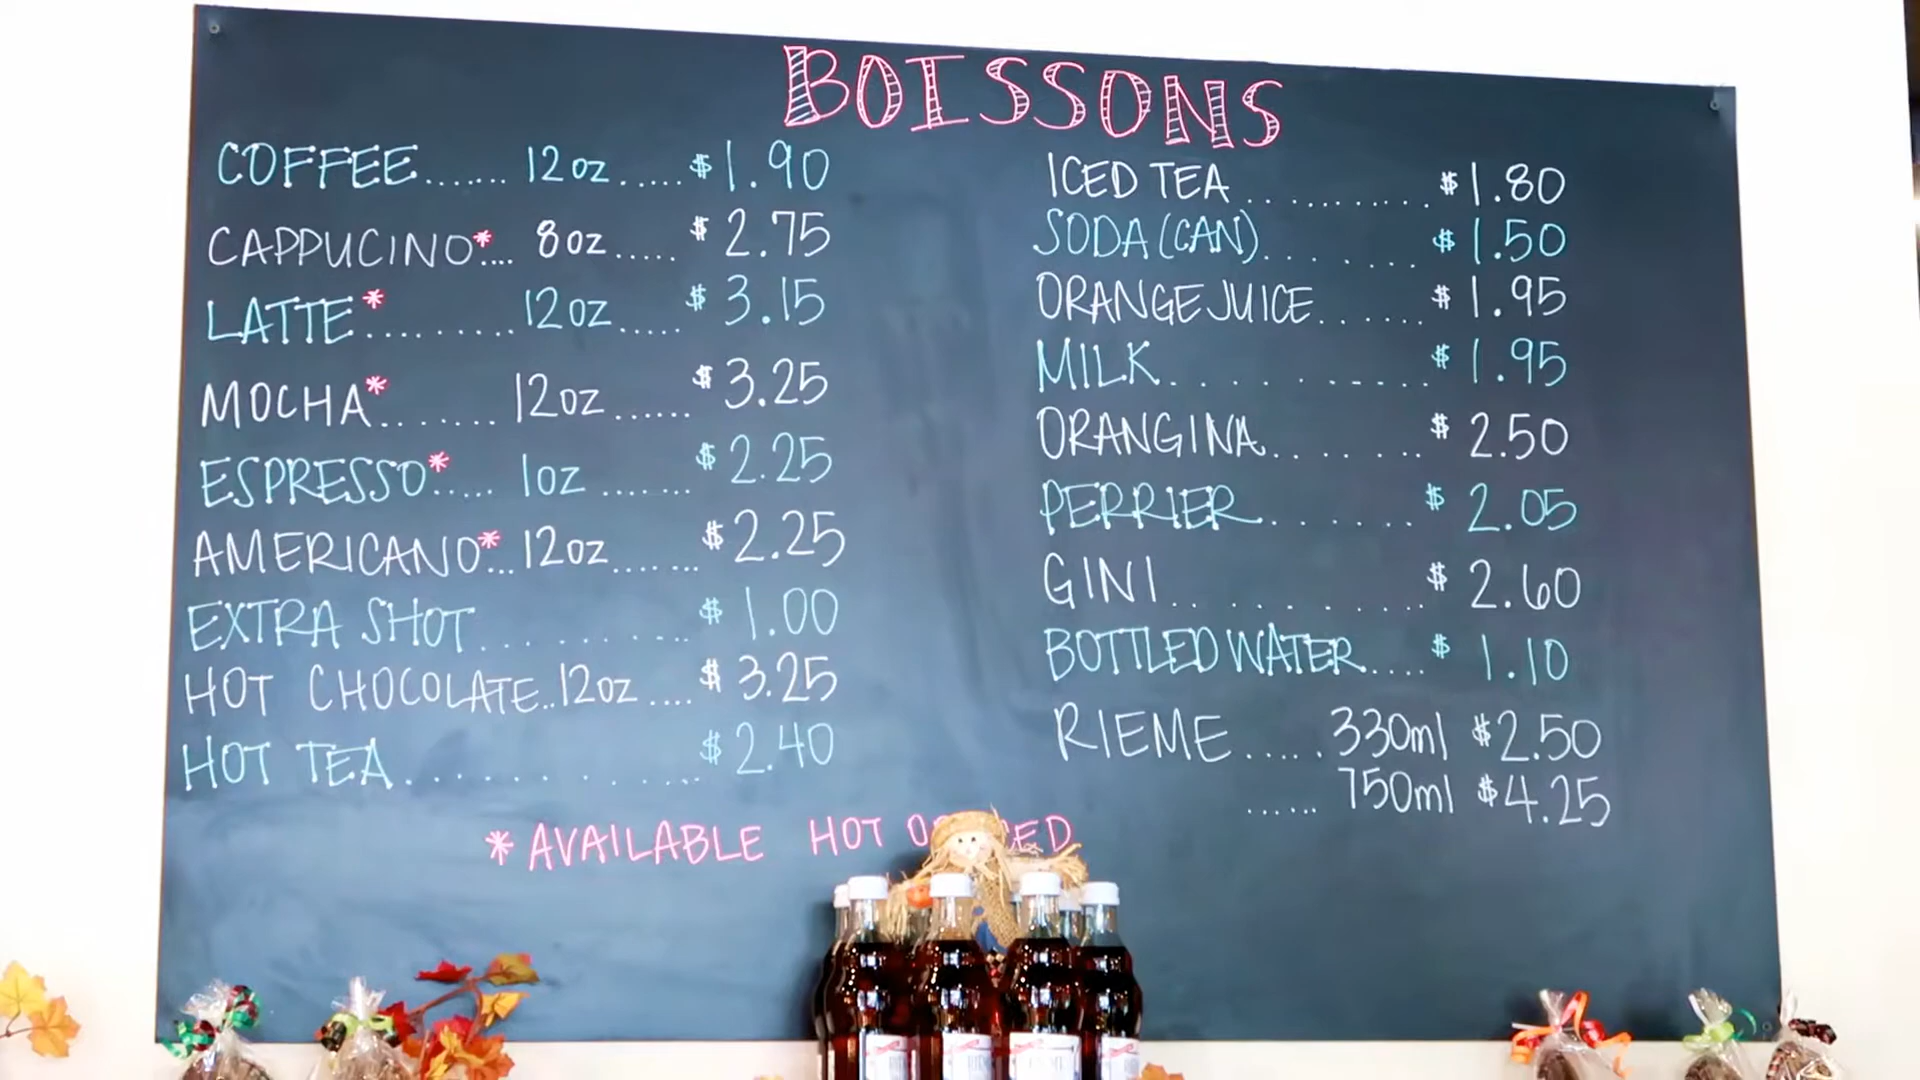 BOISSONS
COFFEE....... 12oz .....$1.90
CAPPUCINO*.... 8oz ..... $2.75
LATTE*......... 12oz ..... $3.15
MOCHA*....... 12oz ...... $3.25
ESPRESSO*..... 1oz ....... $2.25
AMERICANO*... 12oz ....... $2.25
EXTRA SHOT........... $1.00
HOT CHOCOLATE..12oz .... $3.25
HOT TEA............. $2.40
*AVAILABLE HOT
ICED TEA ............$1.80
SODA(CAN)........ $1.50
ORANGE JUICE...... $1.95
MILK............ $1.95
ORANGINA....... $2.50
PERRIER....... $2.05
GINI........... $2.60
BOTTLED WATER.... $1.10
RIEME ..... 330ml $2.50
...... 750ml $4.25